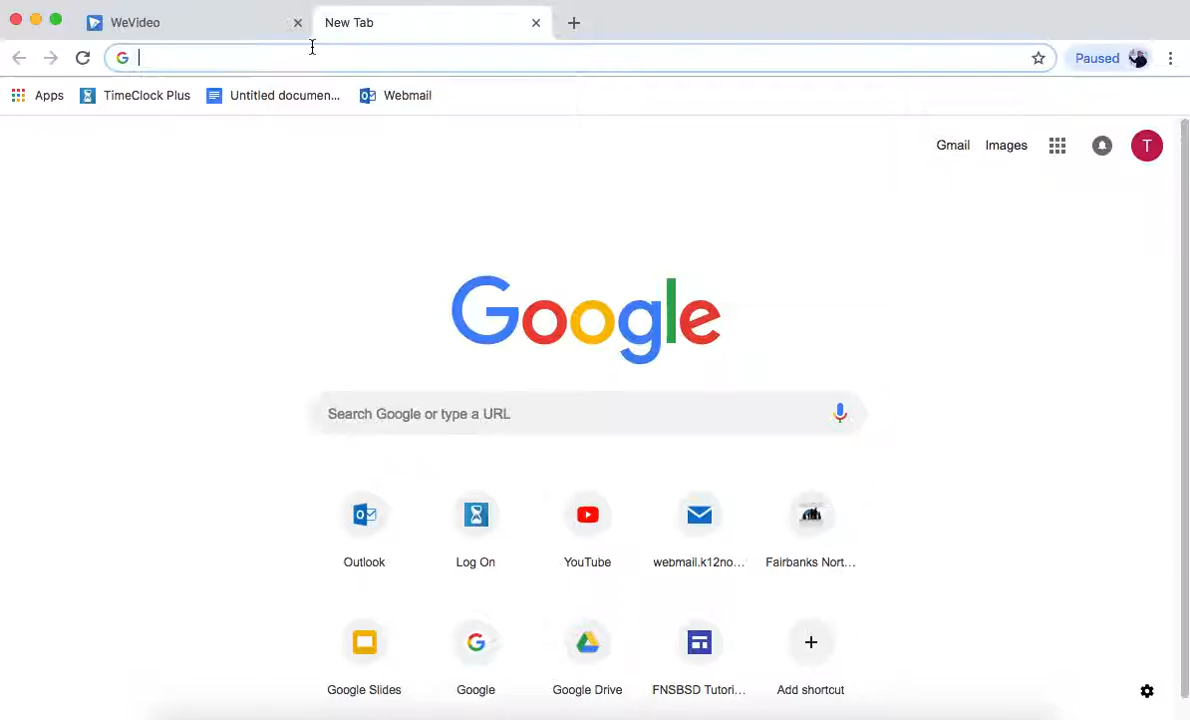 WeVideo
New Tab
Paused
Apps
TimeClock Plus
Untitled documen...
Webmail
Gmail
Images
T
Google
Search Google or type a URL
Outlook
Log On
YouTube
webmail.k12no...
Fairbanks Nort...
Google Slides
Google
Google Drive
FNSBSD Tutori...
Add shortcut